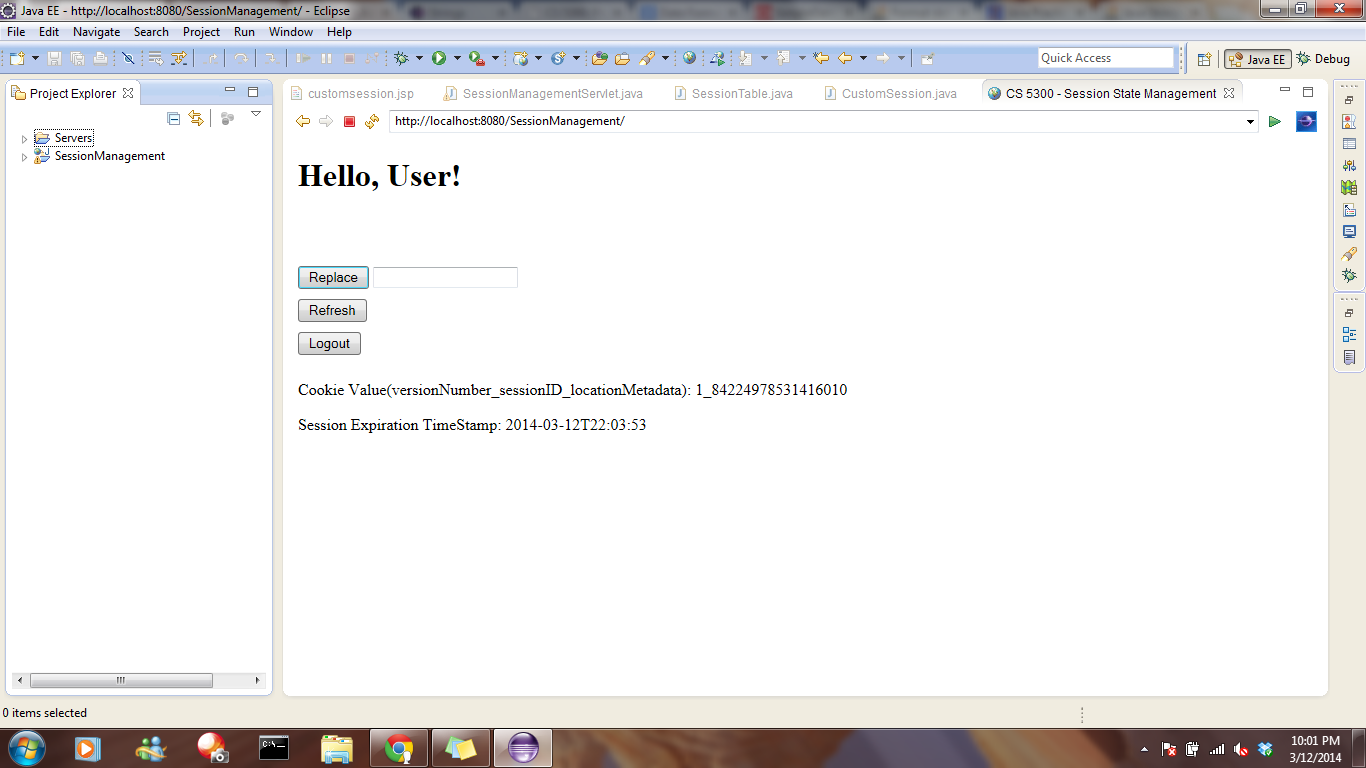 Java EE - http://localhost:8080/SessionManagement/ - Eclipse
File Edit Navigate Search Project Run Window Help
Quick Access
Java EE
Debug
Project Explorer
customsession.jsp
SessionManagementServlet.java
SessionTable.java
CustomSession.java
CS 5300 - Session State Management
http://localhost:8080/SessionManagement/
Servers
SessionManagement
Hello, User!
Replace
Refresh
Logout
Cookie Value(versionNumber_sessionID_locationMetadata): 1_84224978531416010
Session Expiration TimeStamp: 2014-03-12T22:03:53
0 items selected
10:01 PM
3/12/2014